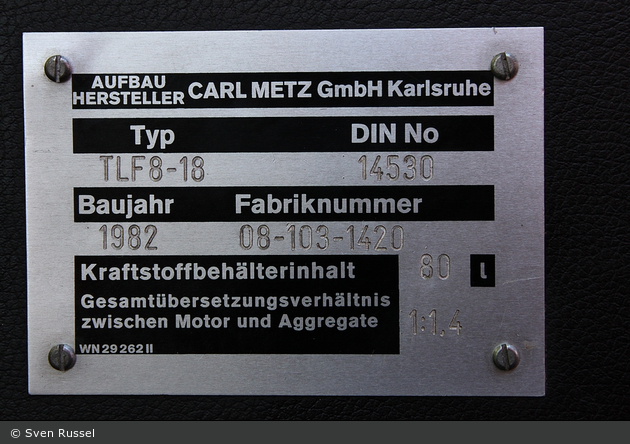 AUFBAU
HERSTELLER CARL METZ GmbH Karlsruhe
Typ DIN No
TLF8-18 14530
Baujahr Fabriknummer
1982 08-103-1420
Kraftstoffbehälterinhalt 80 l
Gesamtübersetzungsverhältnis
zwischen Motor und Aggregate 1:1,4
WN 29 262 II
© Sven Russel